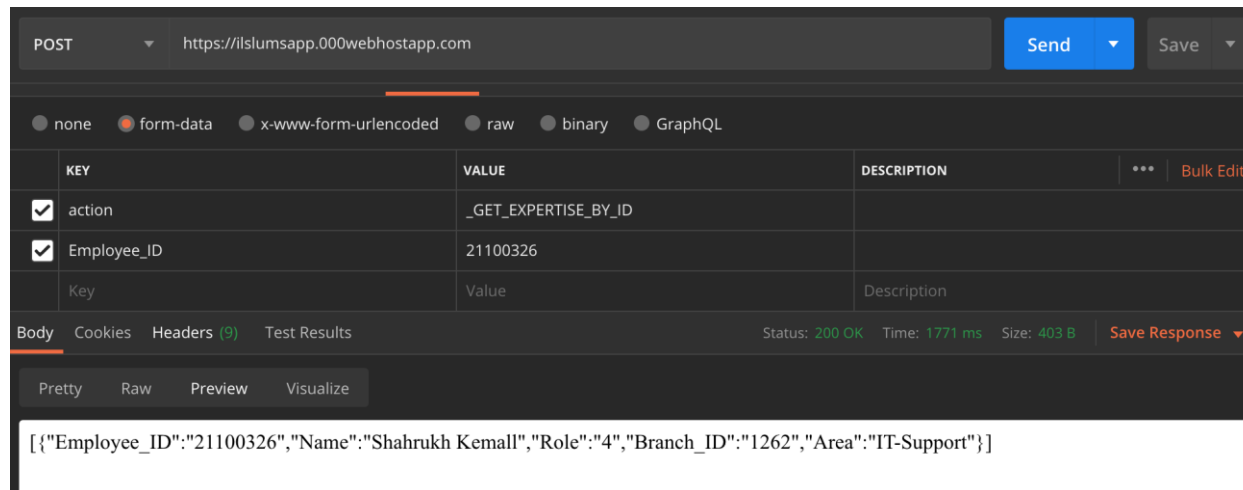 POST https://ilslumsapp.000webhostapp.com Send Save
none form-data x-www-form-urlencoded raw binary GraphQL
KEY VALUE DESCRIPTION ••• Bulk Edit
action _GET_EXPERTISE_BY_ID
Employee_ID 21100326
Key Value Description
Body Cookies Headers (9) Test Results Status: 200 OK Time: 1771 ms Size: 403 B Save Response
Pretty Raw Preview Visualize
[{"Employee_ID":"21100326","Name":"Shahrukh Kemall","Role":"4","Branch_ID":"1262","Area":"IT-Support"}]